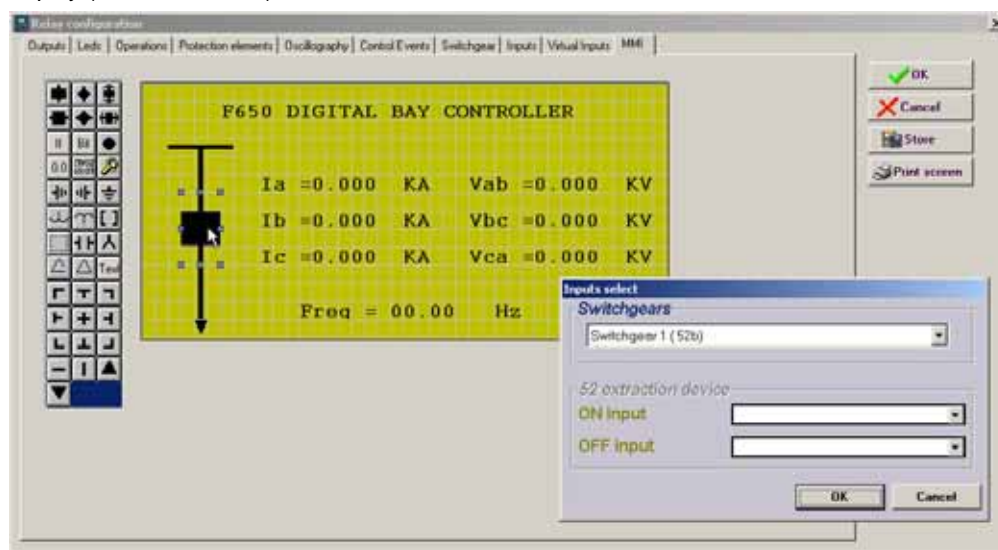 Relay configuration
Outputs Leds Operations Protection elements Oscillography Control Events Switchgear Inputs Virtual Inputs MMI
OK
Cancel
Store
Print screen
F650 DIGITAL BAY CONTROLLER
Ia =0.000 KA Vab =0.000 KV
Ib =0.000 KA Vbc =0.000 KV
Ic =0.000 KA Vca =0.000 KV
Freq = 00.00 Hz
0.0
Text
Inputs select
Switchgears
Switchgear 1 ( 52b)
52 extraction device
ON input
OFF input
OK Cancel